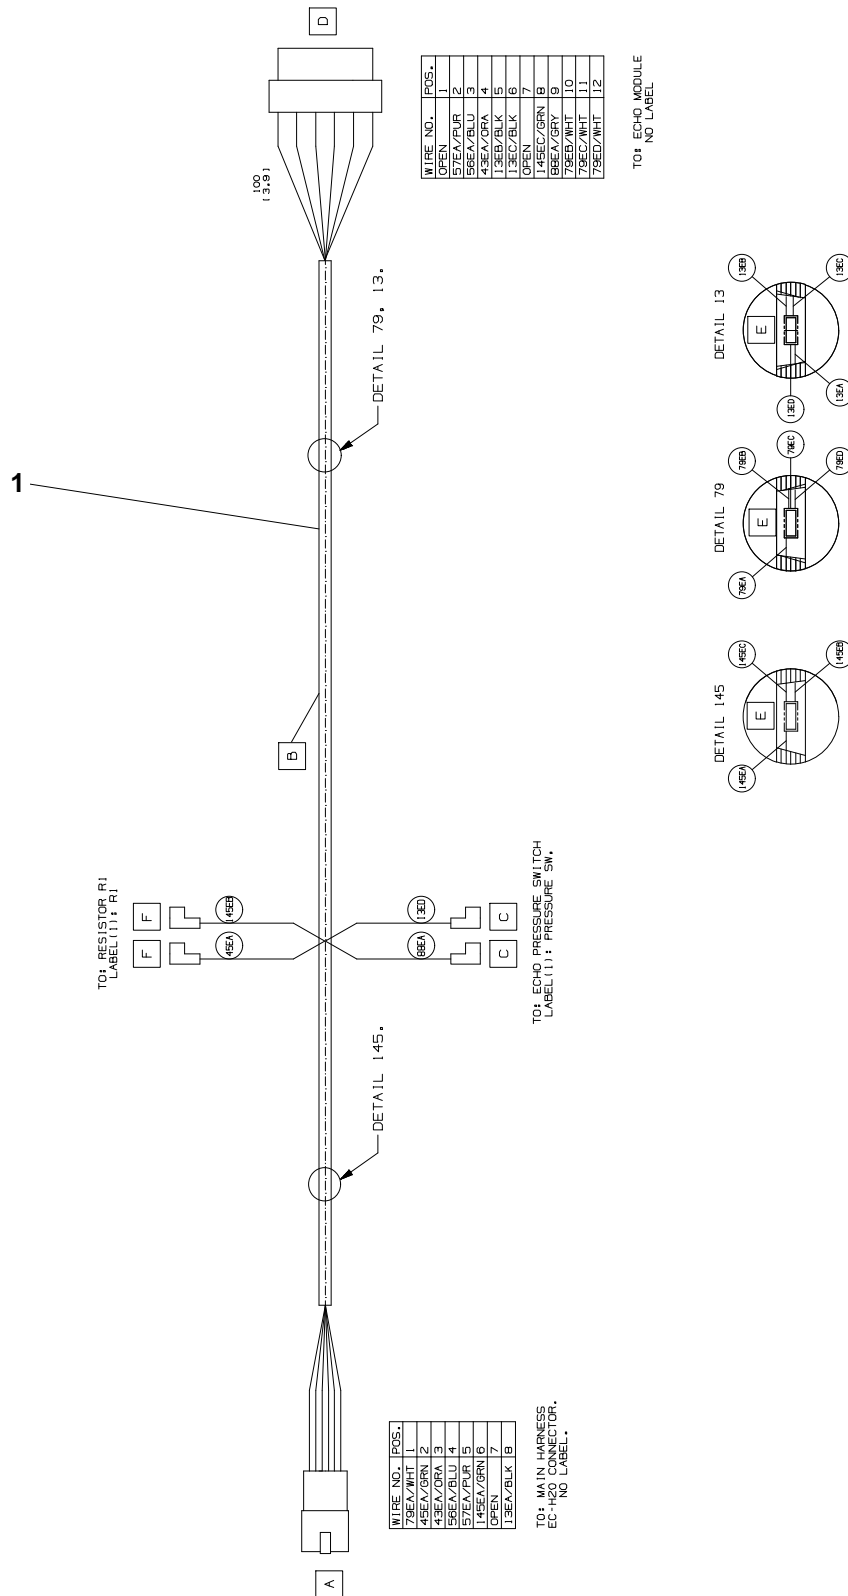 1
D
100
[3.9]
WIRE NO. POS.
OPEN 1
57EA/PUR 2
56EA/BLU 3
43EA/ORA 4
13EB/BLK 5
13EC/BLK 6
OPEN 7
145EC/GRN 8
88EA/GRY 9
79EB/WHT 10
79EC/WHT 11
79ED/WHT 12
TO: ECHO MODULE
NO LABEL
DETAIL 79, 13.
B
TO: RESISTOR R1
LABEL(1): R1
F
F
145EB
45EA
13ED
88EA
C
C
TO: ECHO PRESSURE SWITCH
LABEL(1): PRESSURE SW.
DETAIL 145.
A
WIRE NO. POS.
79EA/WHT 1
45EA/GRN 2
43EA/ORA 3
56EA/BLU 4
57EA/PUR 5
145EA/GRN 6
OPEN 7
13EA/BLK 8
TO: MAIN HARNESS
EC-H2O CONNECTOR.
NO LABEL.
DETAIL 145
E
145EA
145EC
145EB
DETAIL 79
E
79EA
79EB
79EC
79ED
DETAIL 13
E
13ED
13EA
13EB
13EC